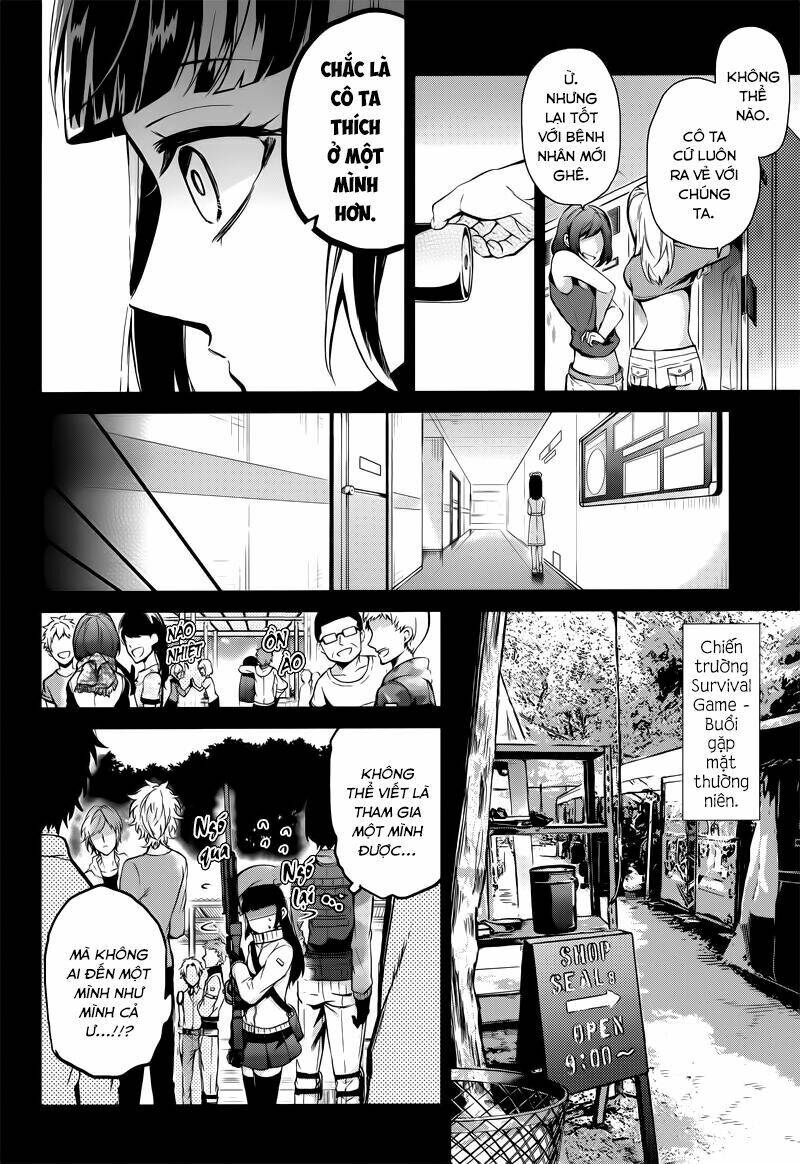 KHÔNG
THỂ
NÀO.
CÔ TA
CỨ LUÔN
RA VẺ VỚI
CHÚNG
TA.
Ừ.
NHƯNG
LẠI TỐT
VỚI BỆNH
NHÂN MỚI
GHÊ.
CHẮC LÀ
CÔ TA
THÍCH
Ở MỘT
MÌNH
HƠN.
Chiến
trường
Survival
Game -
Buổi
gặp
mặt
thường
niên.
SHOP
SEALS
OPEN
9:00~
ỒN
ÀO
NÁO
NHIỆT
KHÔNG
THỂ VIẾT LÀ
THAM GIA
MỘT MÌNH
ĐƯỢC...
Ngó
lại
...
Ngó
qua
MÀ KHÔNG
AI ĐẾN MỘT
MÌNH NHƯ
MÌNH CẢ
Ư...!!?